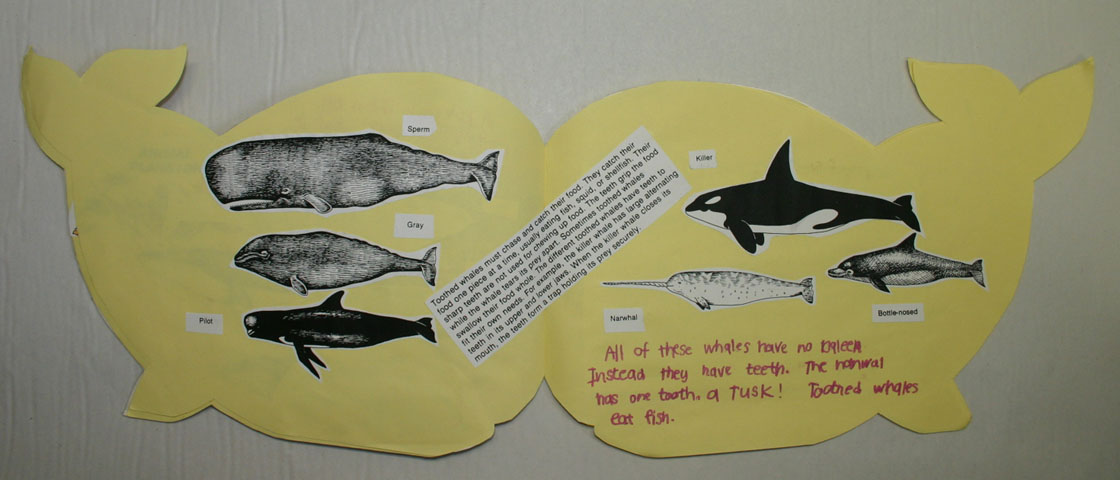 Sperm
Gray
Pilot
Toothed whales must chase and catch their food. They catch their
food one piece at a time, usually eating fish, squid, or shellfish. Their
sharp teeth are not used for chewing up food. The teeth grip the food
while the whale tears its prey apart. Sometimes toothed whales
swallow their food whole. The different toothed whales have teeth to
fit their own needs. For example, the killer whale has large alternating
teeth in its upper and lower jaws. When the killer whale closes its
mouth, the teeth form a trap holding its prey securely.
Killer
Narwhal
Bottle-nosed
All of these whales have no baleen
Instead they have teeth. The narwal
has one tooth. a TUSK! Toothed whales
eat fish.